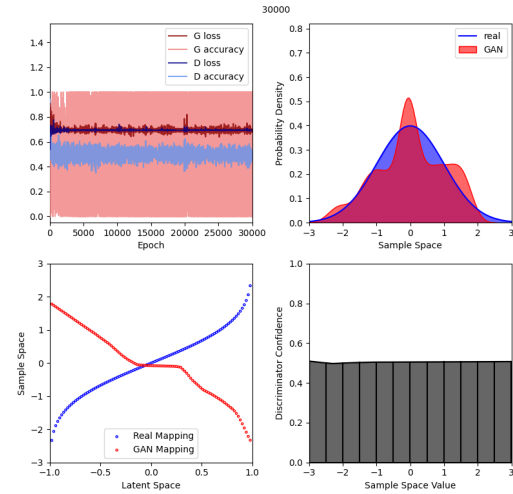 30000
G loss
G accuracy
D loss
D accuracy
1.4
1.2
1.0
0.8
0.6
0.4
0.2
0.0
0 5000 10000 15000 20000 25000 30000
Epoch
real
GAN
Probability Density
0.8
0.7
0.6
0.5
0.4
0.3
0.2
0.1
0.0
−3 −2 −1 0 1 2 3
Sample Space
Sample Space
3
2
1
0
−1
−2
−3
Real Mapping
GAN Mapping
−1.0 −0.5 0.0 0.5 1.0
Latent Space
Discriminator Confidence
1.0
0.8
0.6
0.4
0.2
0.0
−3 −2 −1 0 1 2 3
Sample Space Value